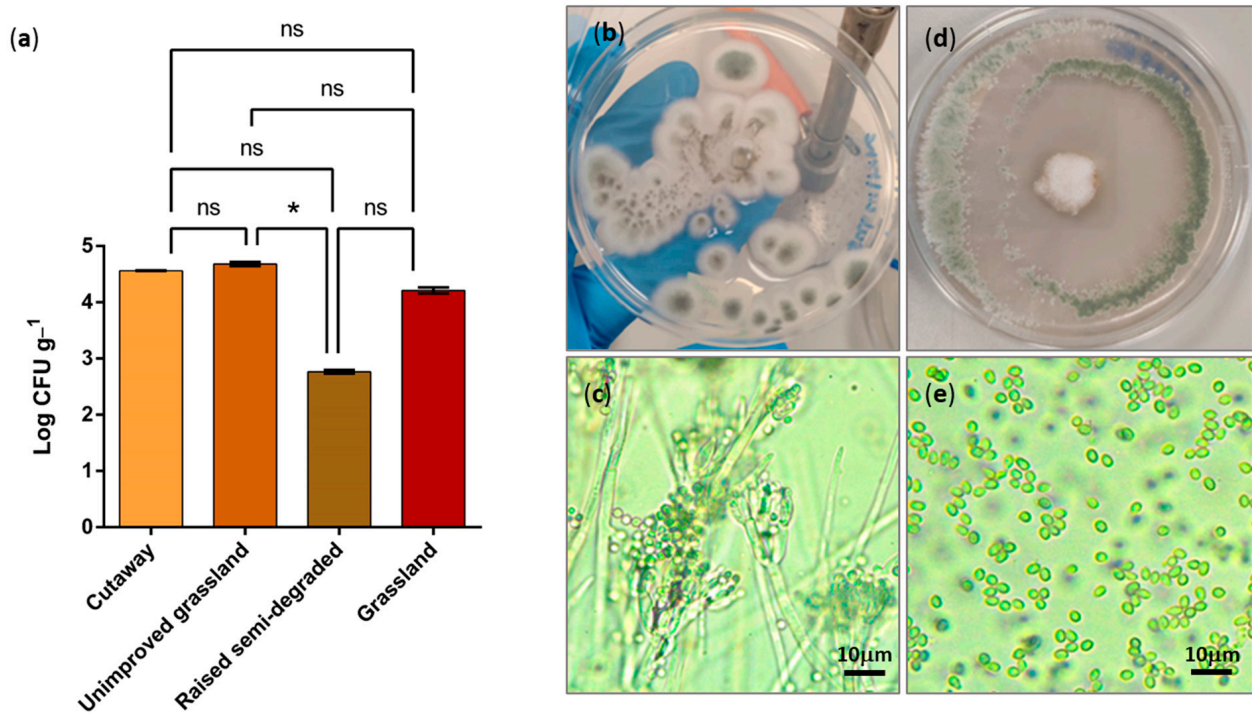 (a)
ns
ns
ns
ns
*
ns
5
4
3
2
1
0
Log CFU g⁻¹
Cutaway
Unimproved grassland
Raised semi-degraded
Grassland
(b)
(d)
(c)
10µm
(e)
10µm